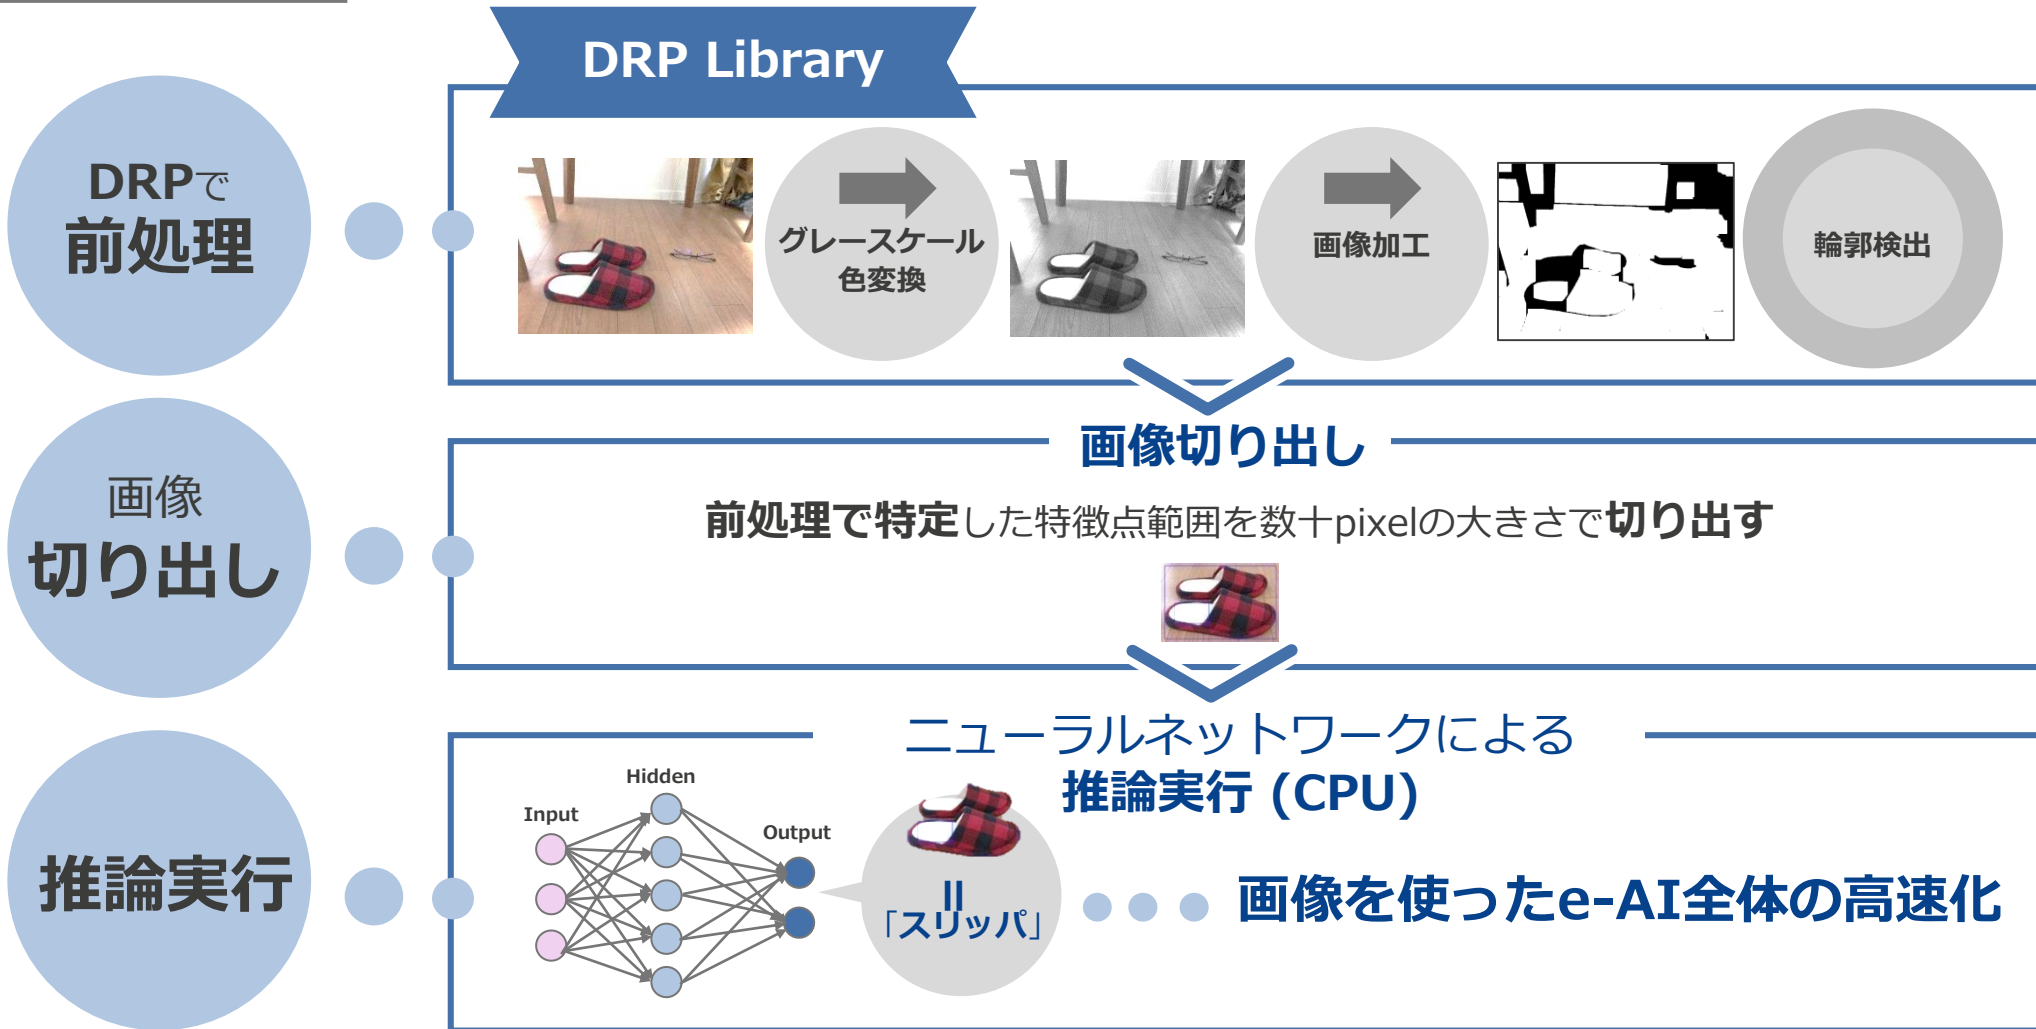 DRP Library
DRPで
前処理
グレースケール
色変換
画像加工
輪郭検出
画像切り出し
画像
切り出し
前処理で特定した特徴点範囲を数十pixelの大きさで切り出す
ニューラルネットワークによる
推論実行 (CPU)
推論実行
Input
Hidden
Output
=
「スリッパ」
画像を使ったe-AI全体の高速化